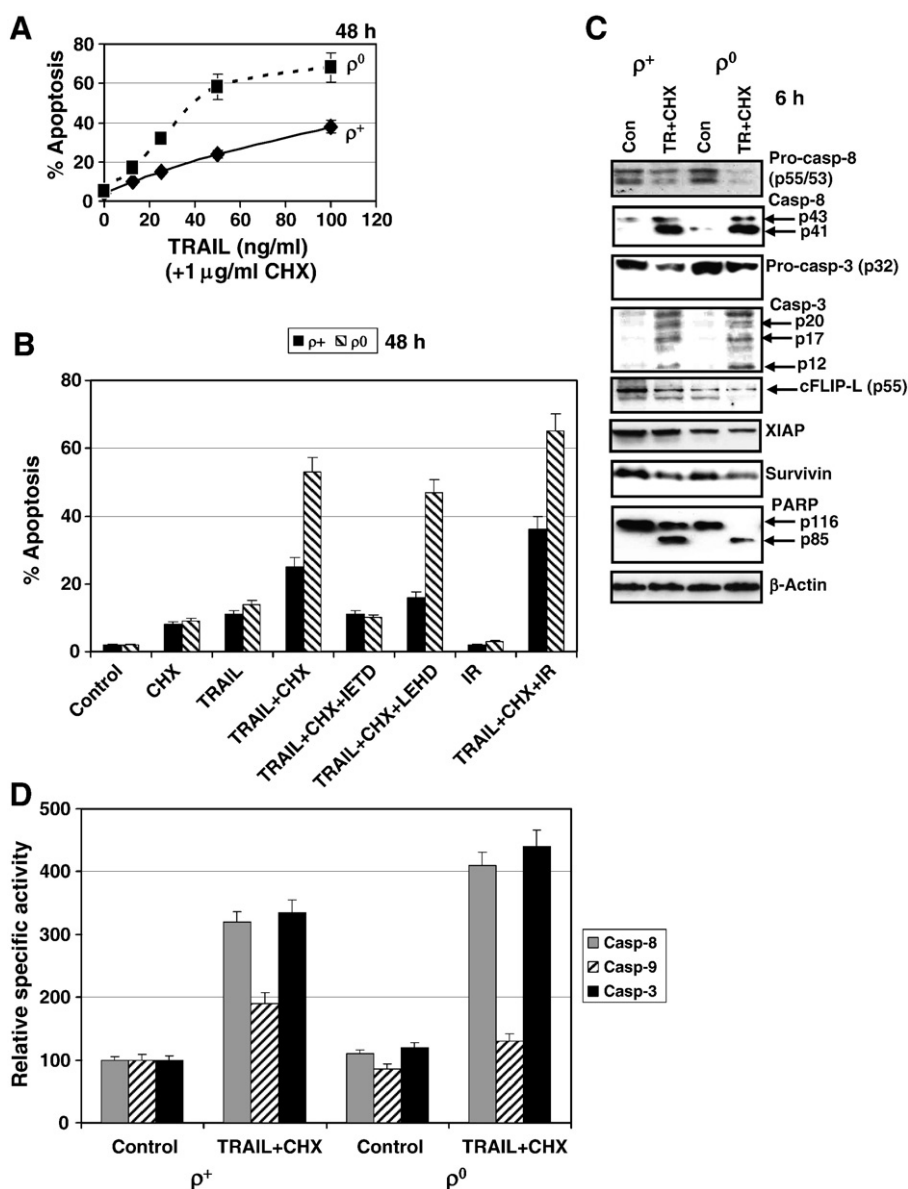 A
48 h
80
60
40
20
0
% Apoptosis
ρ⁰
ρ⁺
0 20 40 60 80 100 120
TRAIL (ng/ml)
(+1 μg/ml CHX)
B
ρ+ ρ0
48 h
80
60
40
20
0
% Apoptosis
Control
CHX
TRAIL
TRAIL+CHX
TRAIL+CHX+IETD
TRAIL+CHX+LEHD
IR
TRAIL+CHX+IR
C
ρ⁺ ρ⁰
6 h
Con TR+CHX Con TR+CHX
Pro-casp-8
(p55/53)
Casp-8
p43
p41
Pro-casp-3 (p32)
Casp-3
p20
p17
p12
cFLIP-L (p55)
XIAP
Survivin
PARP
p116
p85
β-Actin
D
500
400
300
200
100
0
Relative specific activity
Casp-8
Casp-9
Casp-3
Control TRAIL+CHX Control TRAIL+CHX
ρ⁺ ρ⁰